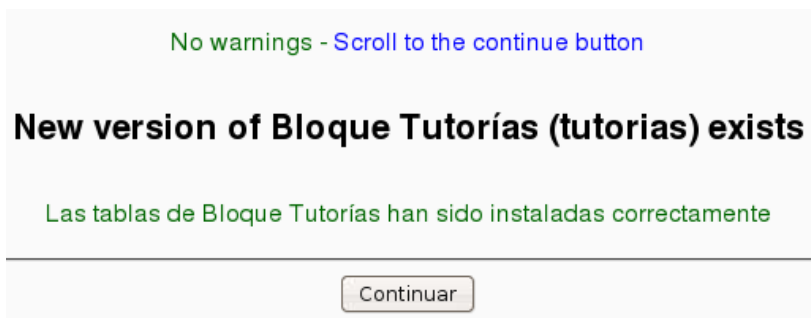 No warnings - Scroll to the continue button
New version of Bloque Tutorías (tutorias) exists
Las tablas de Bloque Tutorías han sido instaladas correctamente
Continuar